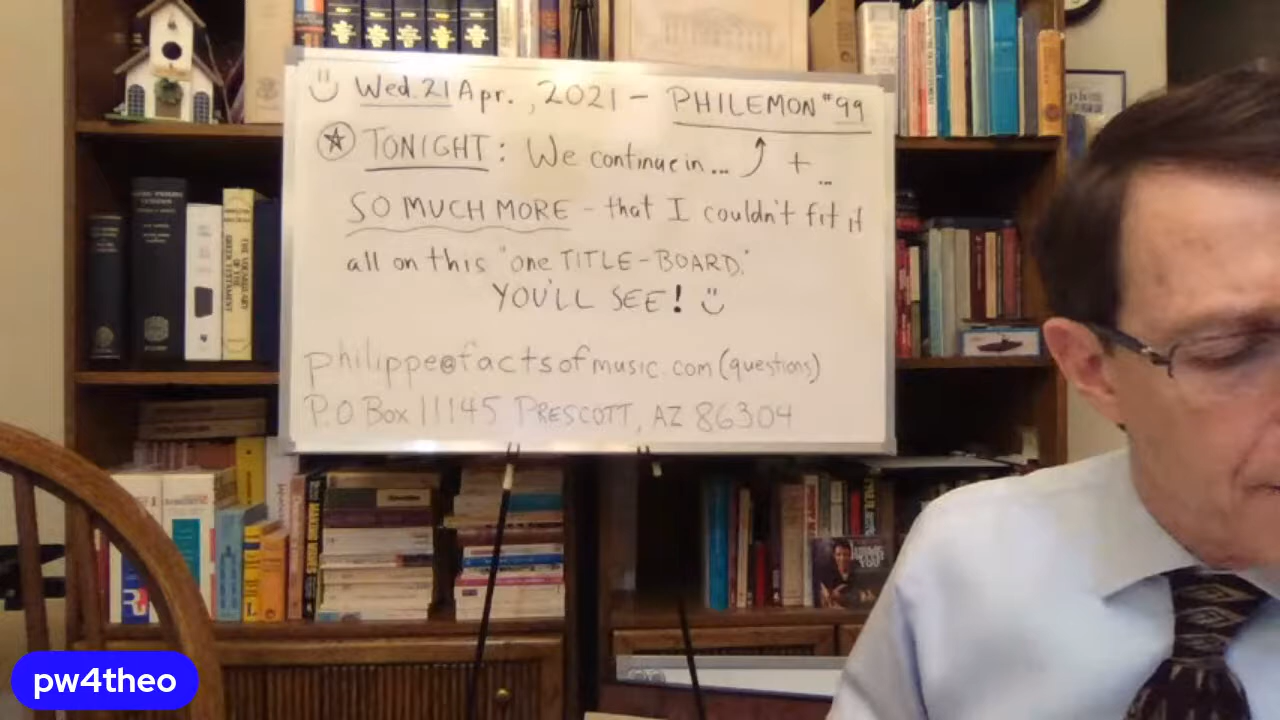 Wed. 21 Apr., 2021 - PHILEMON #99
TONIGHT: We continue in... + ...
SO MUCH MORE - that I couldn't fit it
all on this "one TITLE-BOARD."
YOU'LL SEE!
philippe@factsofmusic.com (questions)
P.O Box 11145 PRESCOTT, AZ 86304
pw4theo